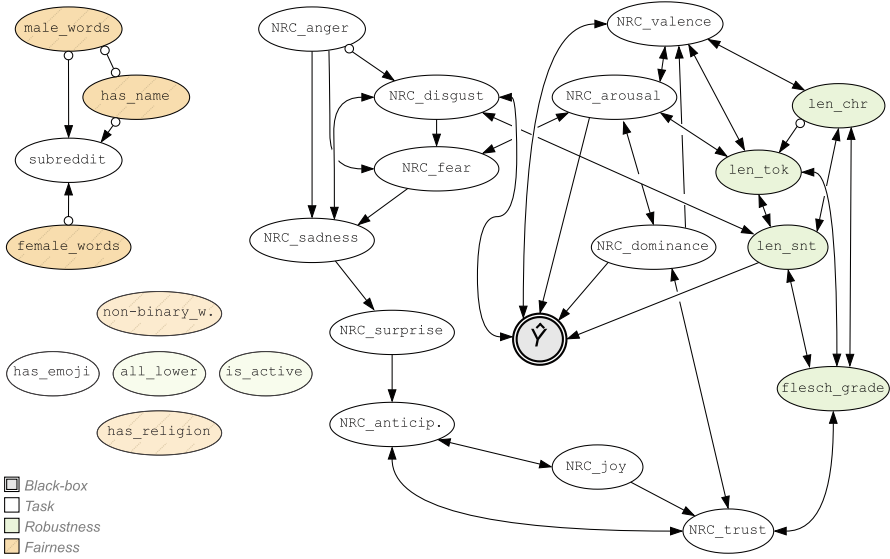 male_words
NRC_anger
NRC_valence
has_name
NRC_disgust
NRC_arousal
len_chr
subreddit
NRC_fear
len_tok
female_words
NRC_sadness
NRC_dominance
len_snt
non-binary_w.
NRC_surprise
Ŷ
has_emoji
all_lower
is_active
flesch_grade
has_religion
NRC_anticip.
NRC_joy
NRC_trust
Black-box
Task
Robustness
Fairness